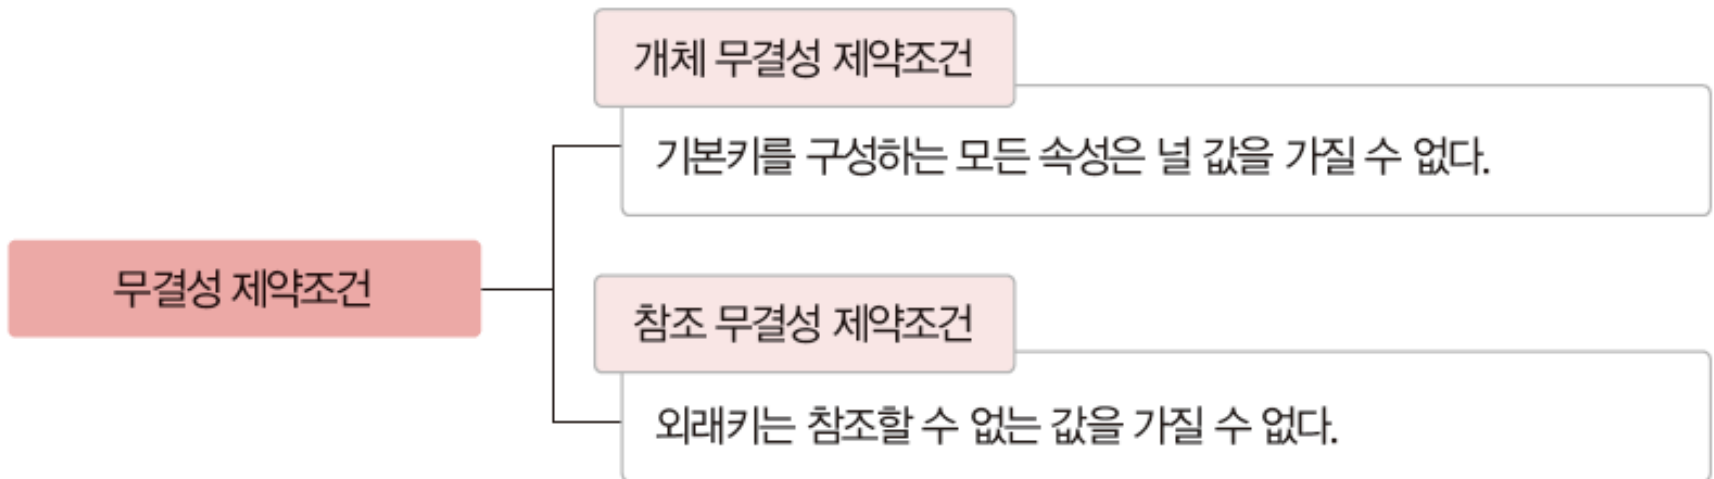 개체 무결성 제약조건
기본키를 구성하는 모든 속성은 널 값을 가질 수 없다.
무결성 제약조건
참조 무결성 제약조건
외래키는 참조할 수 없는 값을 가질 수 없다.